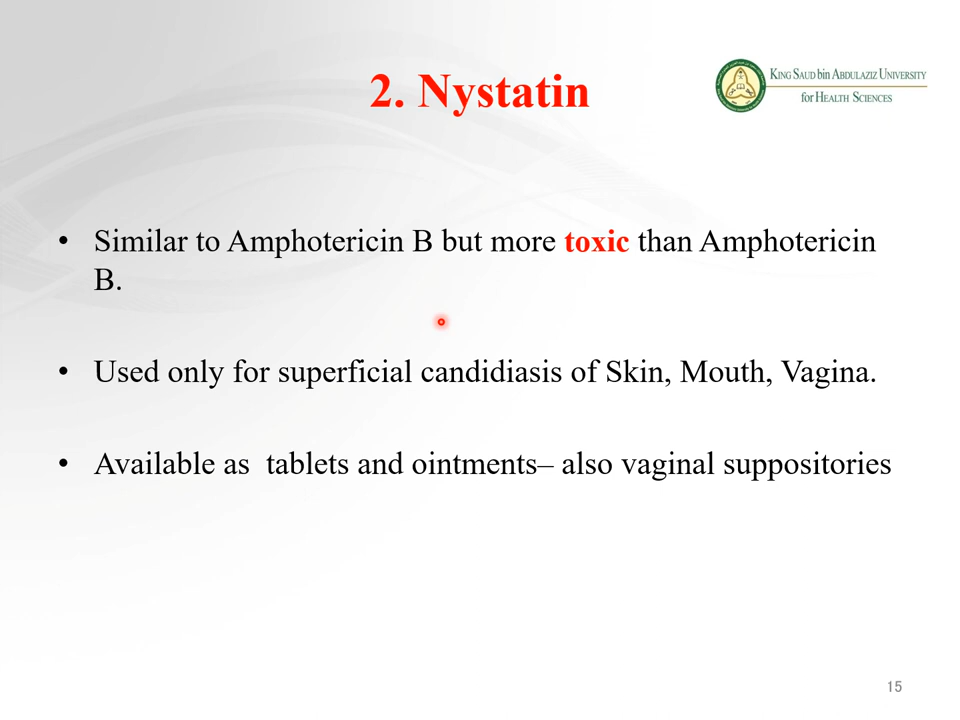 2. Nystatin
KING SAUD bin ABDULAZIZ UNIVERSITY
for HEALTH SCIENCES
• Similar to Amphotericin B but more toxic than Amphotericin
B.
• Used only for superficial candidiasis of Skin, Mouth, Vagina.
• Available as  tablets and ointments– also vaginal suppositories
15